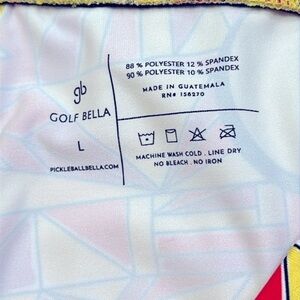 gb
GOLF BELLA
L
PICKLEBALLBELLA.COM
88 % POLYESTER 12 % SPANDEX
90 % POLYESTER 10 % SPANDEX
MADE IN GUATEMALA
RN# 156270
MACHINE WASH COLD . LINE DRY
NO BLEACH . NO IRON